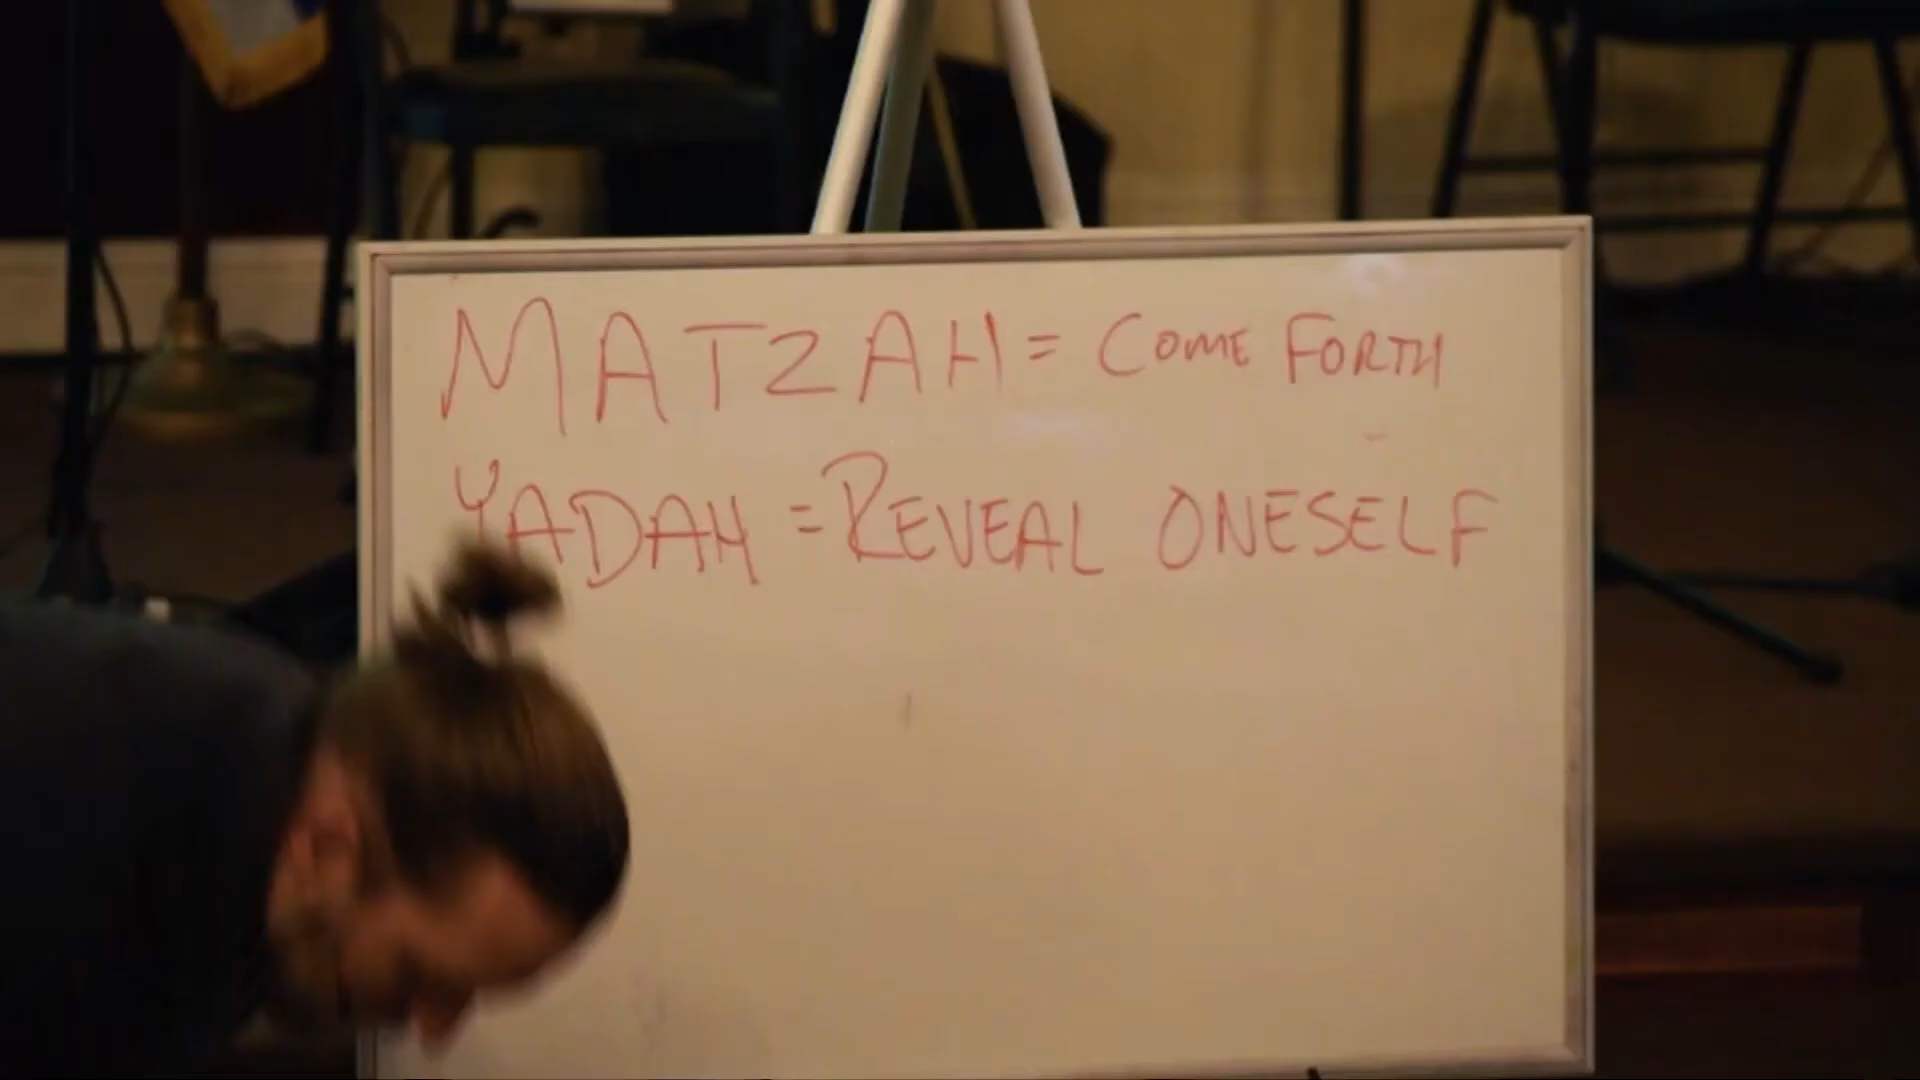 MATZAH = COME FORTH
YADAH = REVEAL ONESELF